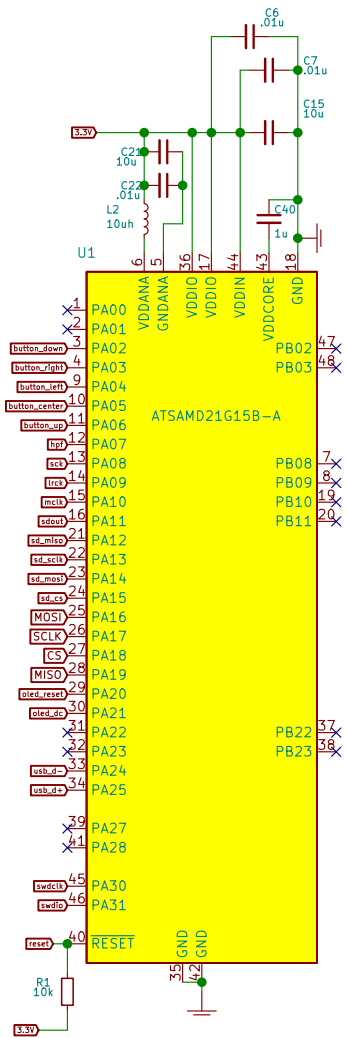 C6
.01u
C7
.01u
C15
10u
3.3V
C21
10u
C22
.01u
L2
10uh
C40
1u
U1
6 5 36 17 44 43 18
VDDANA GNDANA VDDIO VDDIO VDDIN VDDCORE GND
1 PA00
2 PA01
button_down 3 PA02 PB02 47
button_right 4 PA03 PB03 48
button_left 9 PA04
button_center 10 PA05
button_up 11 PA06
ATSAMD21G15B-A
hpf 12 PA07
sck 13 PA08 PB08 7
lrck 14 PA09 PB09 8
mclk 15 PA10 PB10 19
sdout 16 PA11 PB11 20
sd_miso 21 PA12
sd_sclk 22 PA13
sd_mosi 23 PA14
sd_cs 24 PA15
MOSI 25 PA16
SCLK 26 PA17
CS 27 PA18
MISO 28 PA19
oled_reset 29 PA20
oled_dc 30 PA21
31 PA22 PB22 37
32 PA23 PB23 38
usb_d- 33 PA24
usb_d+ 34 PA25
39 PA27
41 PA28
swdclk 45 PA30
swdio 46 PA31
reset 40 RESET
GND GND
35 42
R1
10k
3.3V